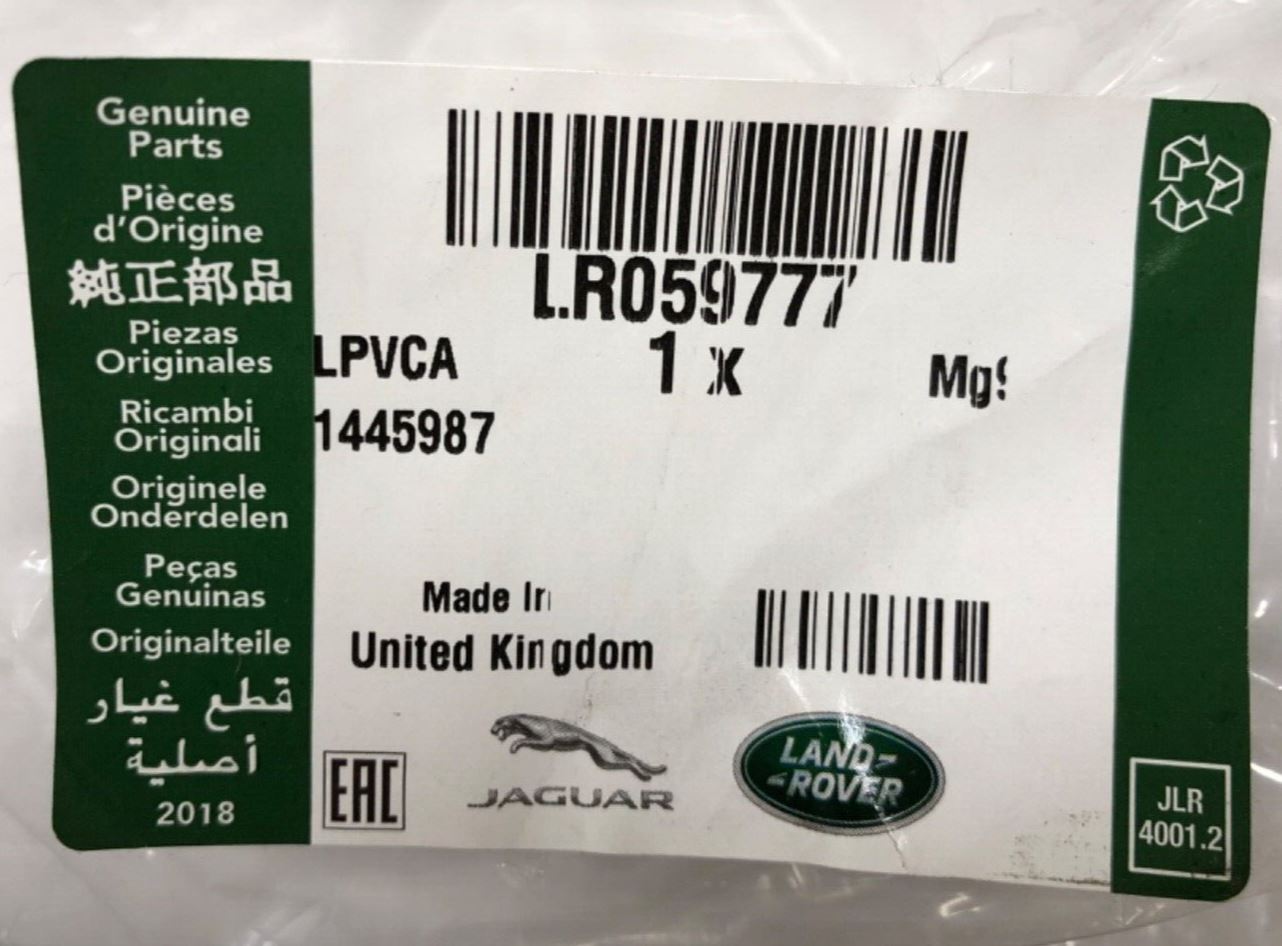 Genuine
Parts
Pièces
d'Origine
純正部品
Piezas
Originales
Ricambi
Originali
Originele
Onderdelen
Peças
Genuinas
Originalteile
قطع غيار
أصلية
2018
LR059777
LPVCA
1 x
1445987
Made In
United Kingdom
EAC
JAGUAR
LAND-
-ROVER
JLR
4001.2